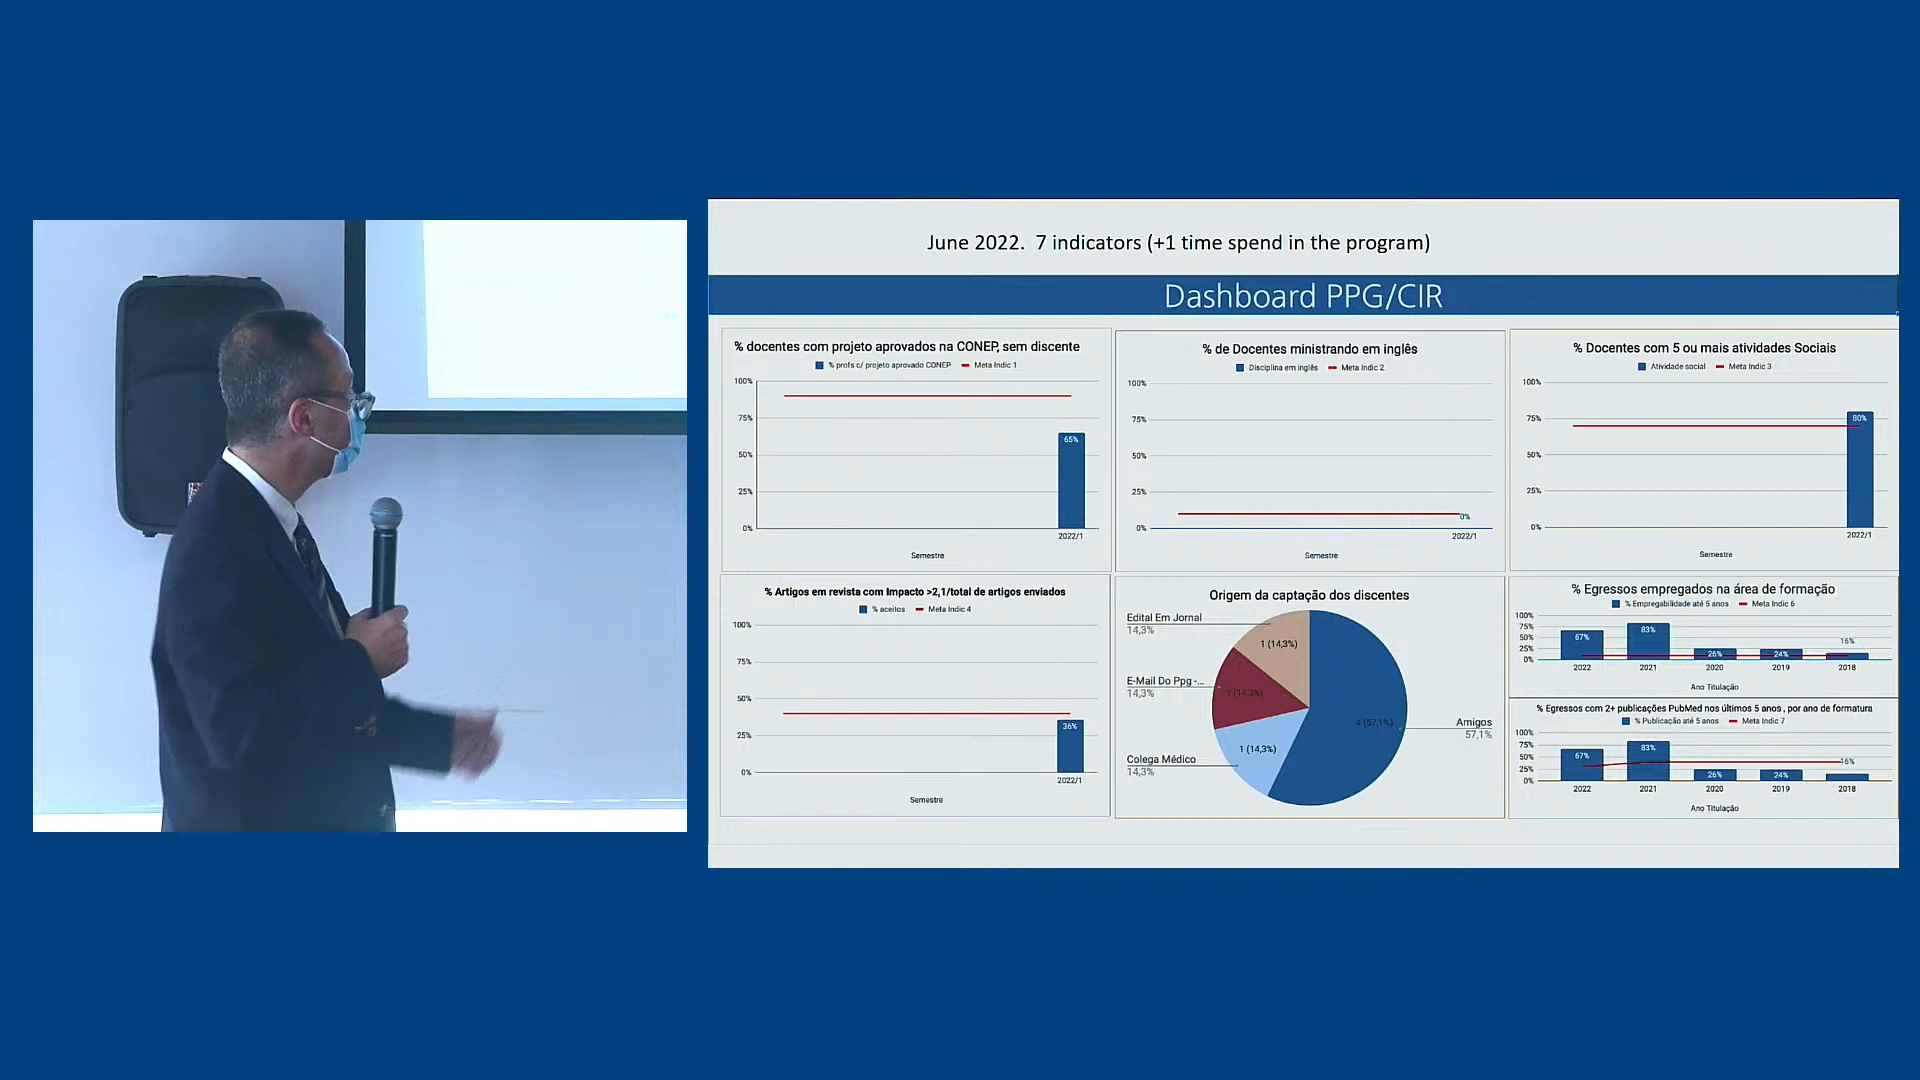 June 2022.  7 indicators (+1 time spend in the program)
Dashboard PPG/CIR
% docentes com projeto aprovados na CONEP, sem discente
% profs c/ projeto aprovado CONEP   Meta Indic 1
100%
75%
65%
50%
25%
0%
2022/1
Semestre
% de Docentes ministrando em inglês
Disciplina em inglês   Meta Indic 2
100%
75%
50%
25%
0%
0%
2022/1
Semestre
% Docentes com 5 ou mais atividades Sociais
Atividade social   Meta Indic 3
100%
80%
75%
50%
25%
0%
2022/1
Semestre
% Artigos em revista com Impacto >2,1/total de artigos enviados
% aceitos   Meta Indic 4
100%
75%
50%
36%
25%
0%
2022/1
Semestre
Origem da captação dos discentes
Edital Em Jornal
14,3%
1 (14,3%)
E-Mail Do Ppg -...
14,3%
1 (14,3%)
4 (57,1%)
Amigos
57,1%
Colega Médico
14,3%
1 (14,3%)
% Egressos empregados na área de formação
% Empregabilidade até 5 anos   Meta Indic 6
100%
75%
50%
25%
0%
67%   83%   26%   24%   16%
2022   2021   2020   2019   2018
Ano Titulação
% Egressos com 2+ publicações PubMed nos últimos 5 anos , por ano de formatura
% Publicação até 5 anos   Meta Indic 7
100%
75%
50%
25%
0%
67%   83%   26%   24%   16%
2022   2021   2020   2019   2018
Ano Titulação